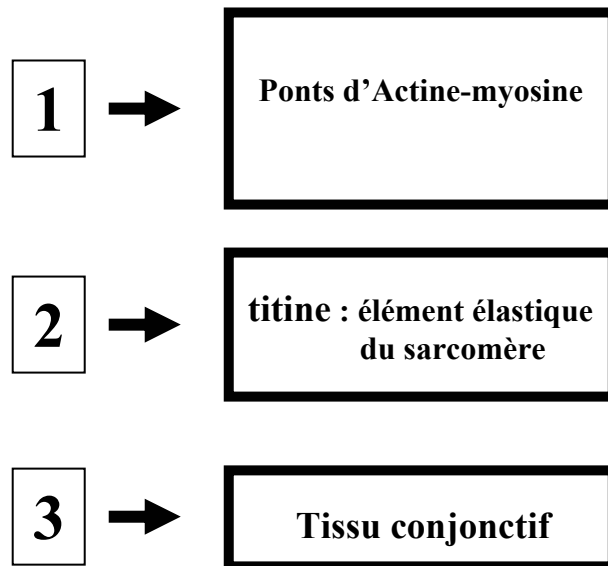 1
Ponts d'Actine-myosine
2
titine : élément élastique
du sarcomère
3
Tissu conjonctif